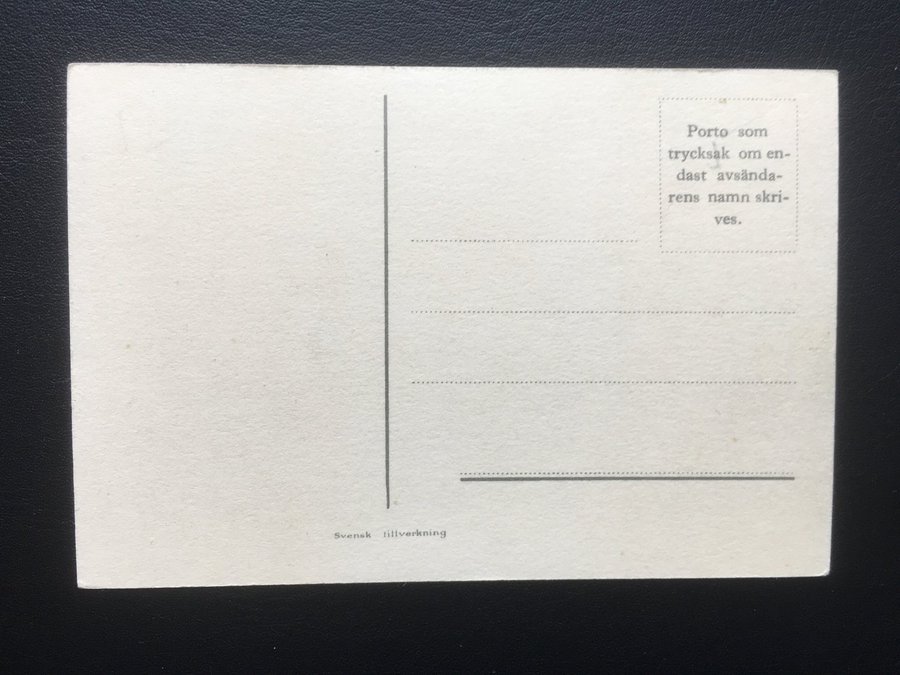 Porto som
trycksak om en-
dast avsända-
rens namn skri-
ves.
Svensk tillverkning